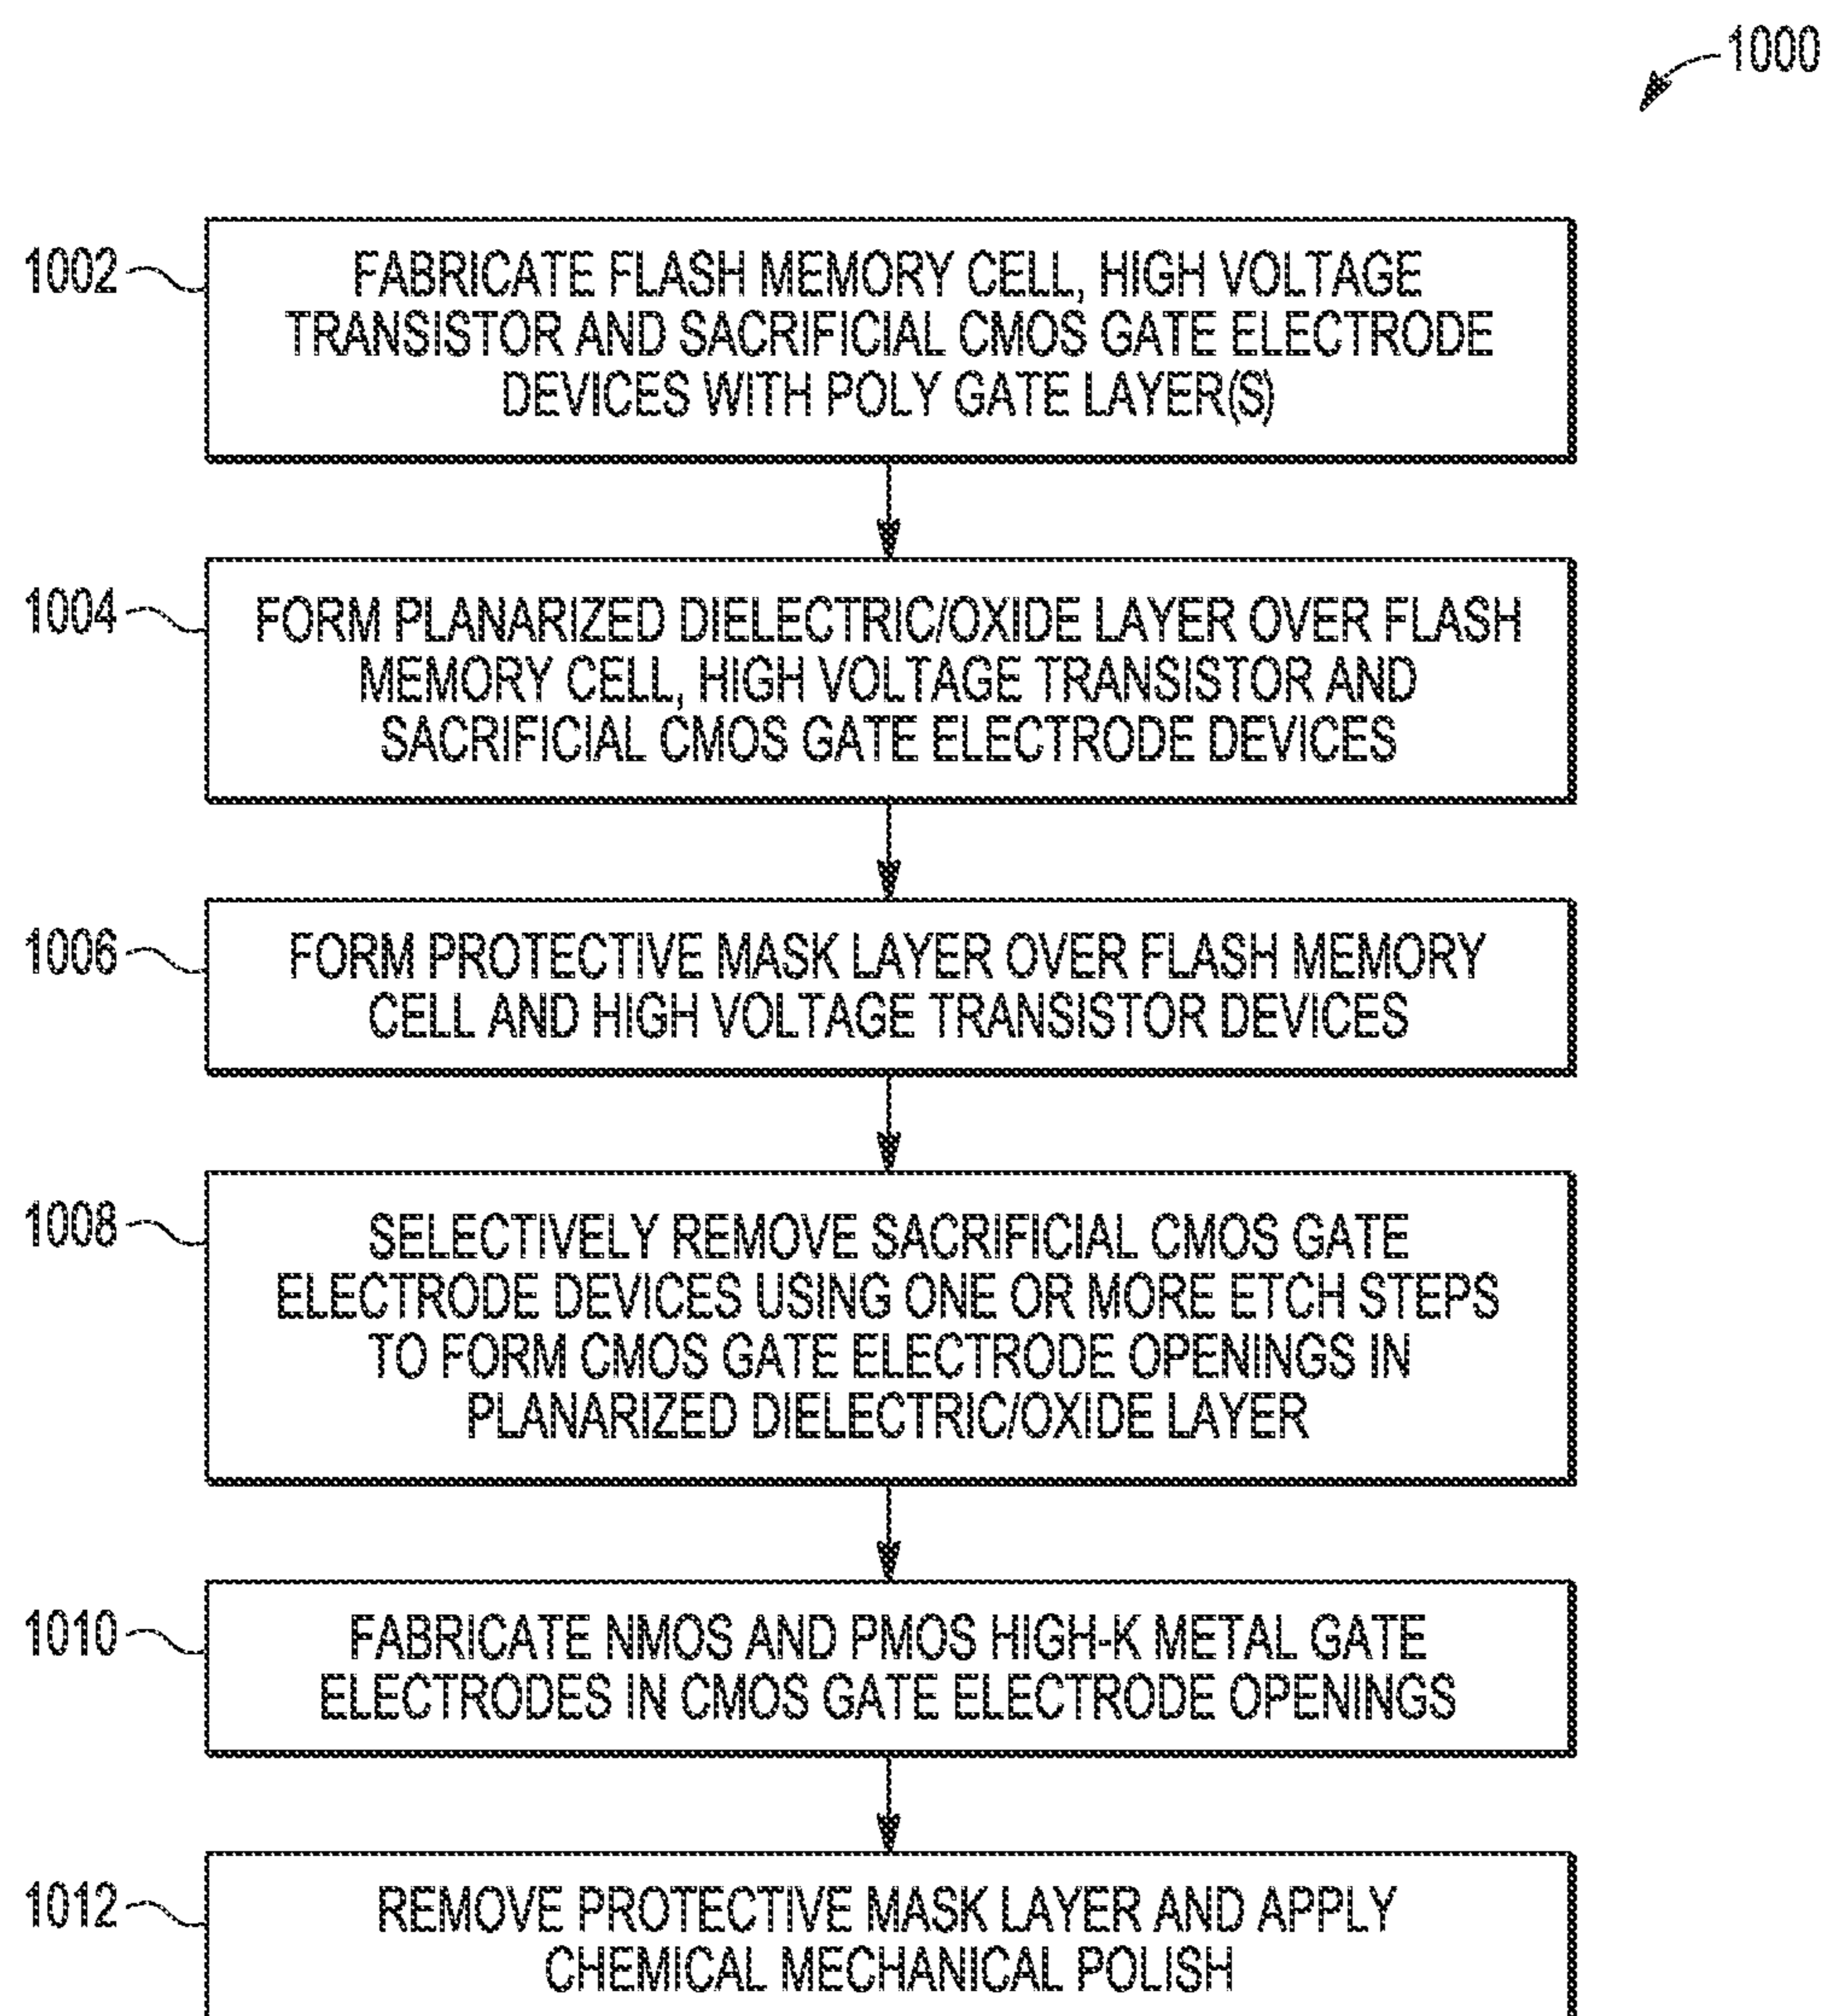 1000
1002
FABRICATE FLASH MEMORY CELL, HIGH VOLTAGE
TRANSISTOR AND SACRIFICIAL CMOS GATE ELECTRODE
DEVICES WITH POLY GATE LAYER(S)
1004
FORM PLANARIZED DIELECTRIC/OXIDE LAYER OVER FLASH
MEMORY CELL, HIGH VOLTAGE TRANSISTOR AND
SACRIFICIAL CMOS GATE ELECTRODE DEVICES
1006
FORM PROTECTIVE MASK LAYER OVER FLASH MEMORY
CELL AND HIGH VOLTAGE TRANSISTOR DEVICES
1008
SELECTIVELY REMOVE SACRIFICIAL CMOS GATE
ELECTRODE DEVICES USING ONE OR MORE ETCH STEPS
TO FORM CMOS GATE ELECTRODE OPENINGS IN
PLANARIZED DIELECTRIC/OXIDE LAYER
1010
FABRICATE NMOS AND PMOS HIGH-K METAL GATE
ELECTRODES IN CMOS GATE ELECTRODE OPENINGS
1012
REMOVE PROTECTIVE MASK LAYER AND APPLY
CHEMICAL MECHANICAL POLISH